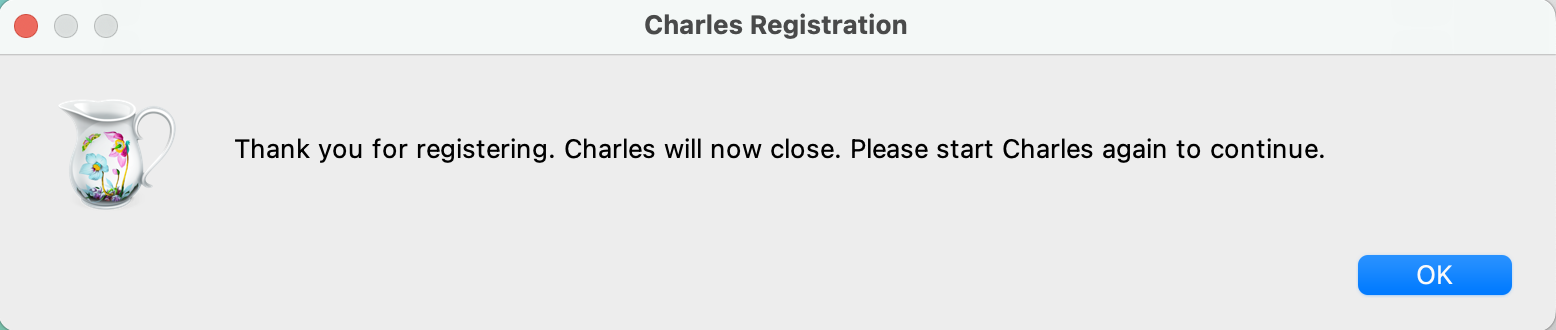 Charles Registration
Thank you for registering. Charles will now close. Please start Charles again to continue.
OK